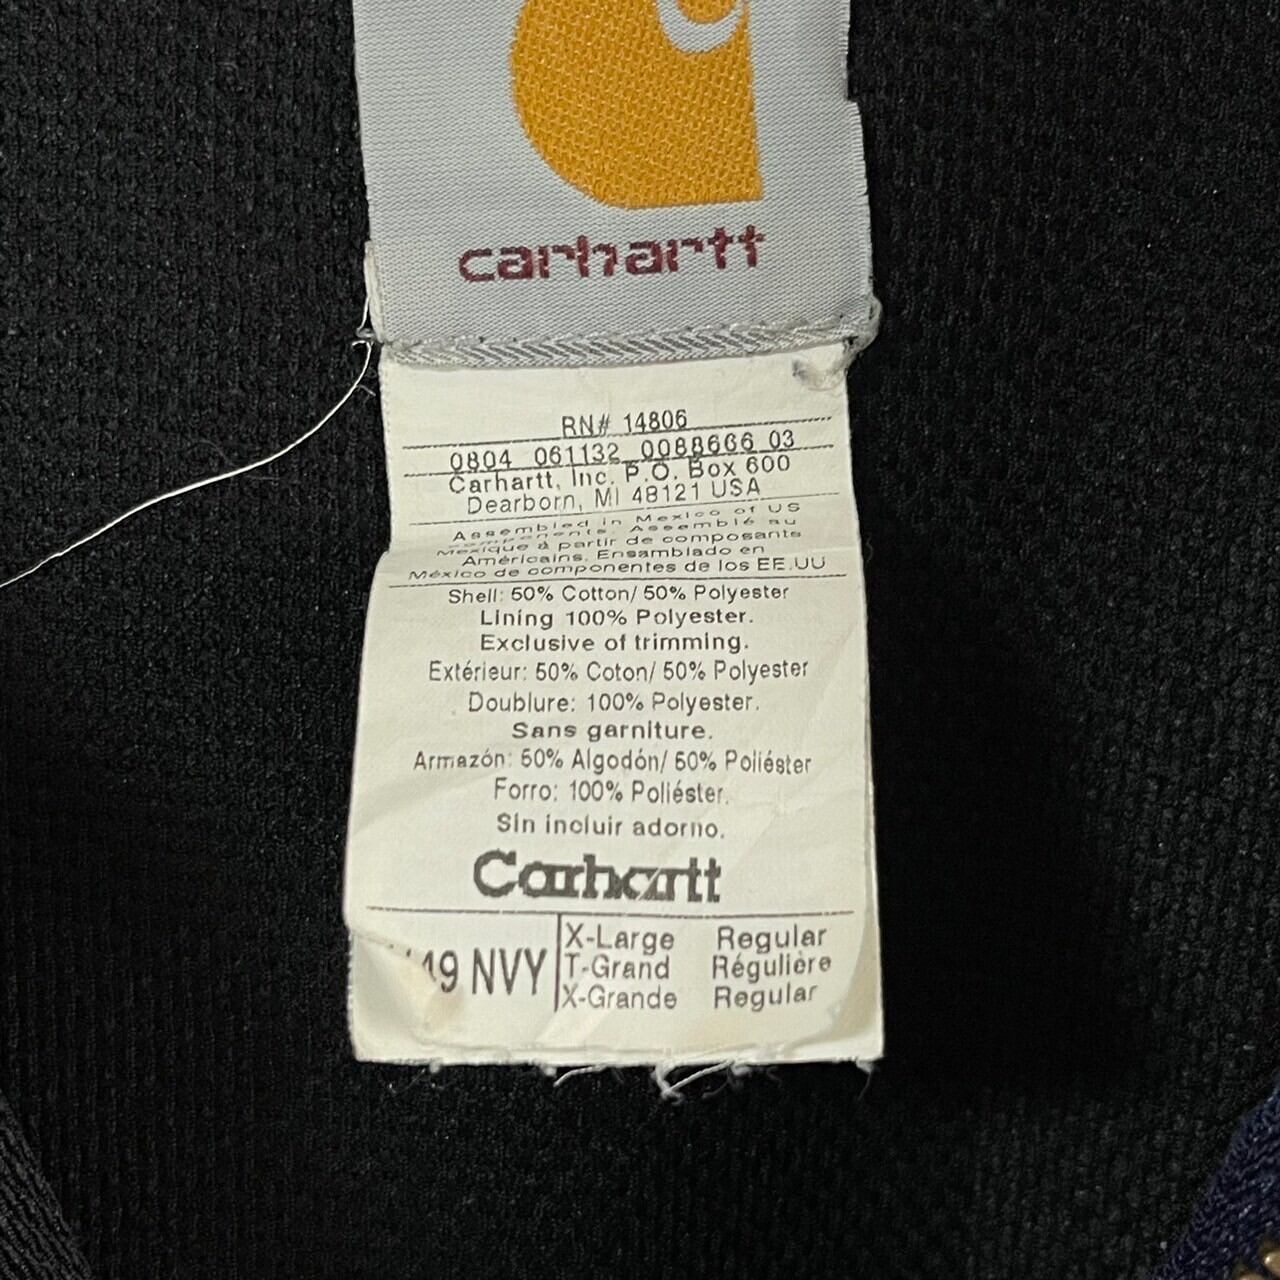 carhartt
RN# 14806
0804 061132 0088666 03
Carhartt, Inc. P.O. Box 600
Dearborn, MI 48121 USA
Assembled in Mexico of US
components. Assemblé au
Mexique à partir de composants
Américains. Ensamblado en
México de componentes de los EE.UU
Shell: 50% Cotton/ 50% Polyester
Lining 100% Polyester.
Exclusive of trimming.
Extérieur: 50% Coton/ 50% Polyester
Doublure: 100% Polyester.
Sans garniture.
Armazón: 50% Algodón/ 50% Poliéster
Forro: 100% Poliéster.
Sin incluir adorno.
Carhartt
NVY
X-Large Regular
T-Grand Régulière
X-Grande Regular